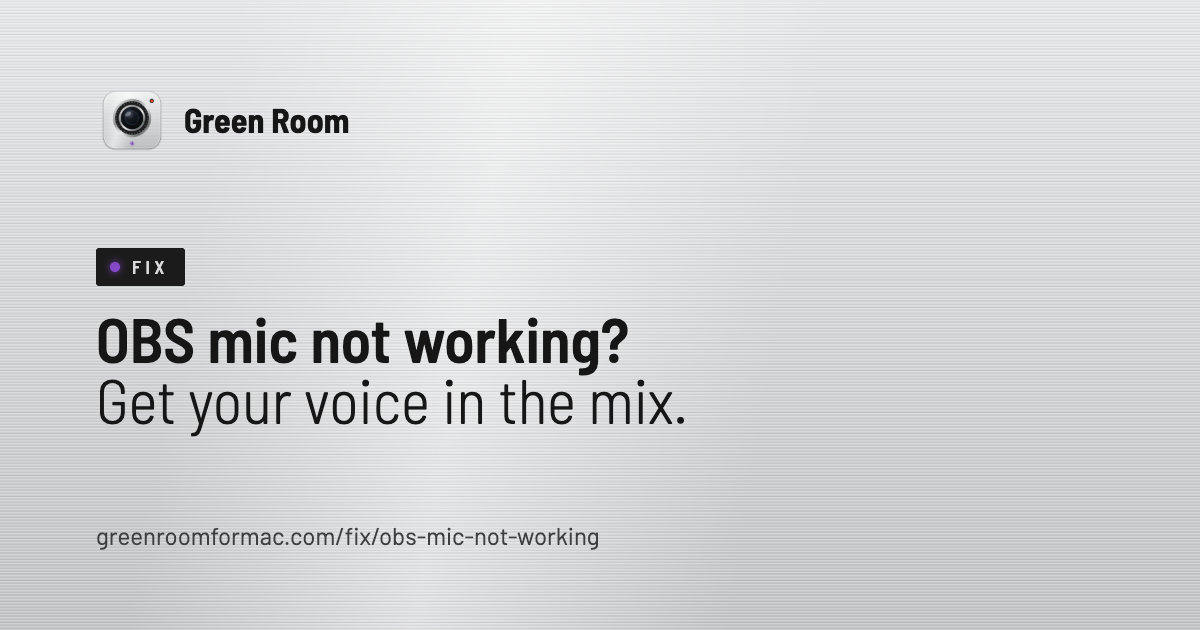 Green Room
FIX
OBS mic not working?
Get your voice in the mix.
greenroomformac.com/fix/obs-mic-not-working